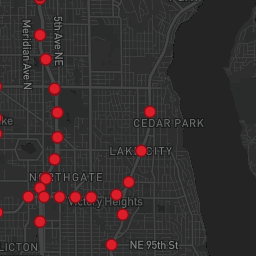 5th Ave NE
Meridian Ave N
ke
CEDAR PARK
LAKE CITY
NORTHGATE
Victory Heights
NE 95th St
LICTON